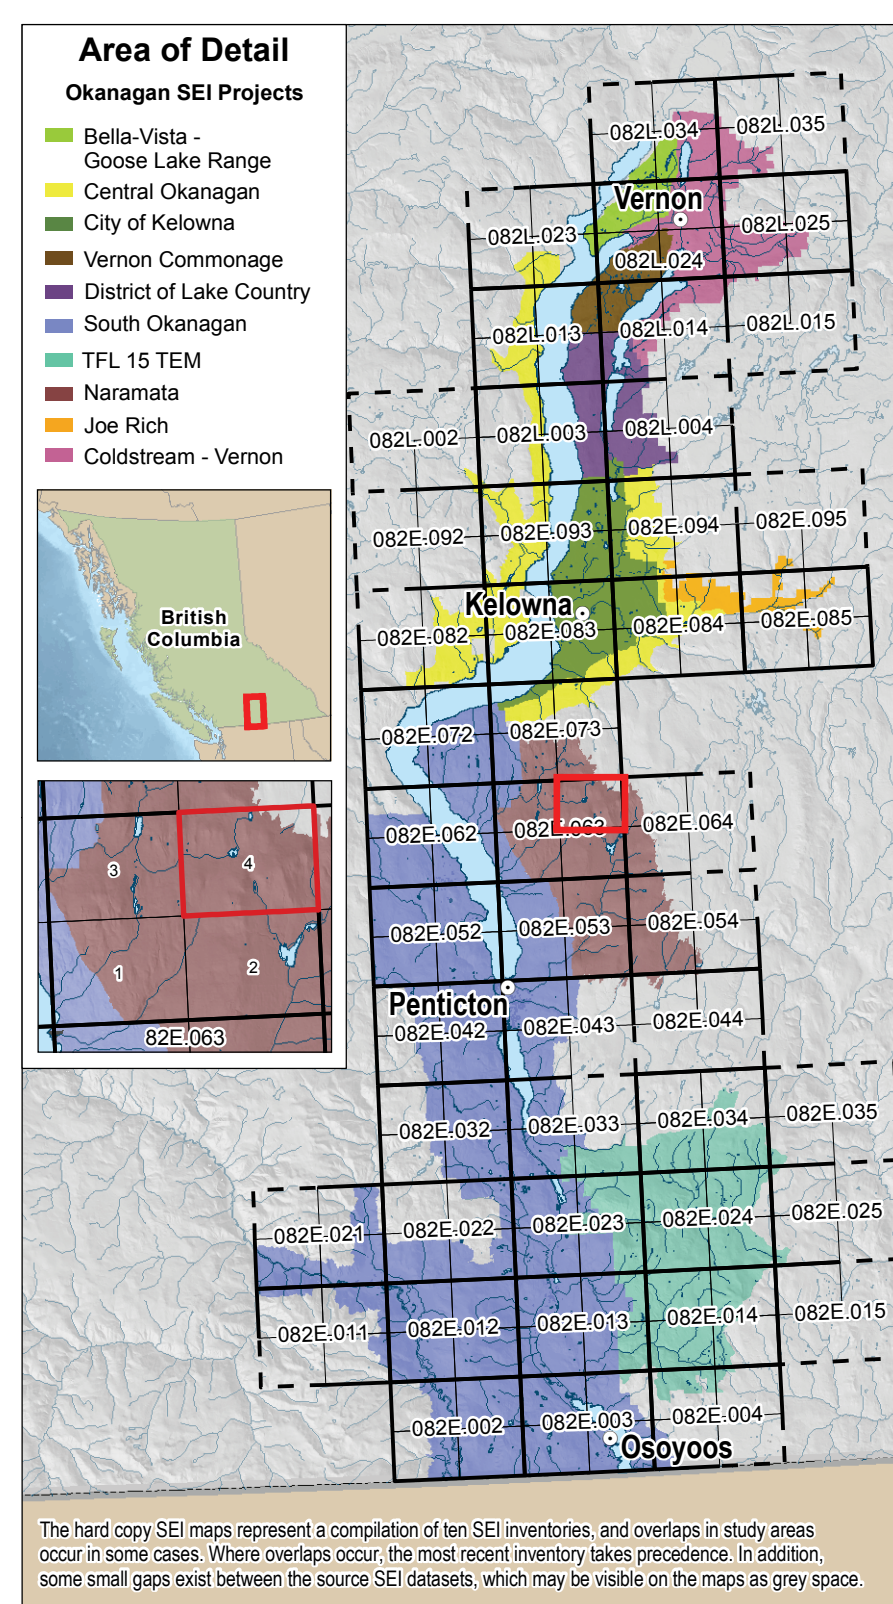 Area of Detail
Okanagan SEI Projects
Bella-Vista -
Goose Lake Range
Central Okanagan
City of Kelowna
Vernon Commonage
District of Lake Country
South Okanagan
TFL 15 TEM
Naramata
Joe Rich
Coldstream - Vernon
British
Columbia
3
4
1
2
82E.063
082L.034
082L.035
Vernon
082L.023
082L.025
082L.024
082L.013
082L.014
082L.015
082L.002
082L.003
082L.004
082E.092
082E.093
082E.094
082E.095
Kelowna
082E.082
082E.083
082E.084
082E.085
082E.072
082E.073
082E.062
082E.063
082E.064
082E.052
082E.053
082E.054
Penticton
082E.042
082E.043
082E.044
082E.032
082E.033
082E.034
082E.035
082E.021
082E.022
082E.023
082E.024
082E.025
082E.011
082E.012
082E.013
082E.014
082E.015
082E.002
082E.003
082E.004
Osoyoos
The hard copy SEI maps represent a compilation of ten SEI inventories, and overlaps in study areas
occur in some cases. Where overlaps occur, the most recent inventory takes precedence. In addition,
some small gaps exist between the source SEI datasets, which may be visible on the maps as grey space.